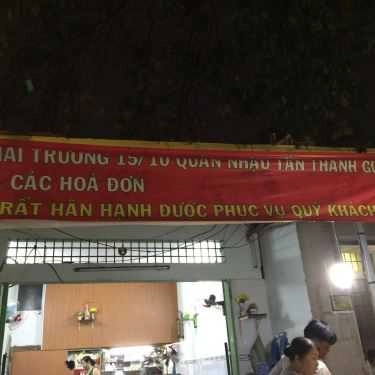 HAI TRƯƠNG 15/10 QUÁN NHẬU TÂN THÀNH
CÁC HOÁ ĐƠN
RẤT HÂN HẠNH ĐƯỢC PHỤC VỤ QUÝ KHÁCH